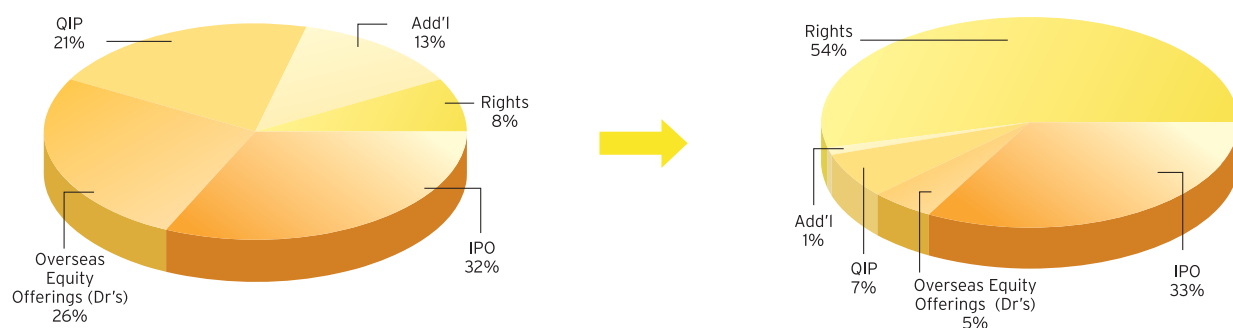 QIP
21%
Add'l
13%
Rights
8%
IPO
32%
Overseas
Equity
Offerings (Dr's)
26%
Rights
54%
Add'l
1%
QIP
7%
Overseas Equity
Offerings (Dr's)
5%
IPO
33%